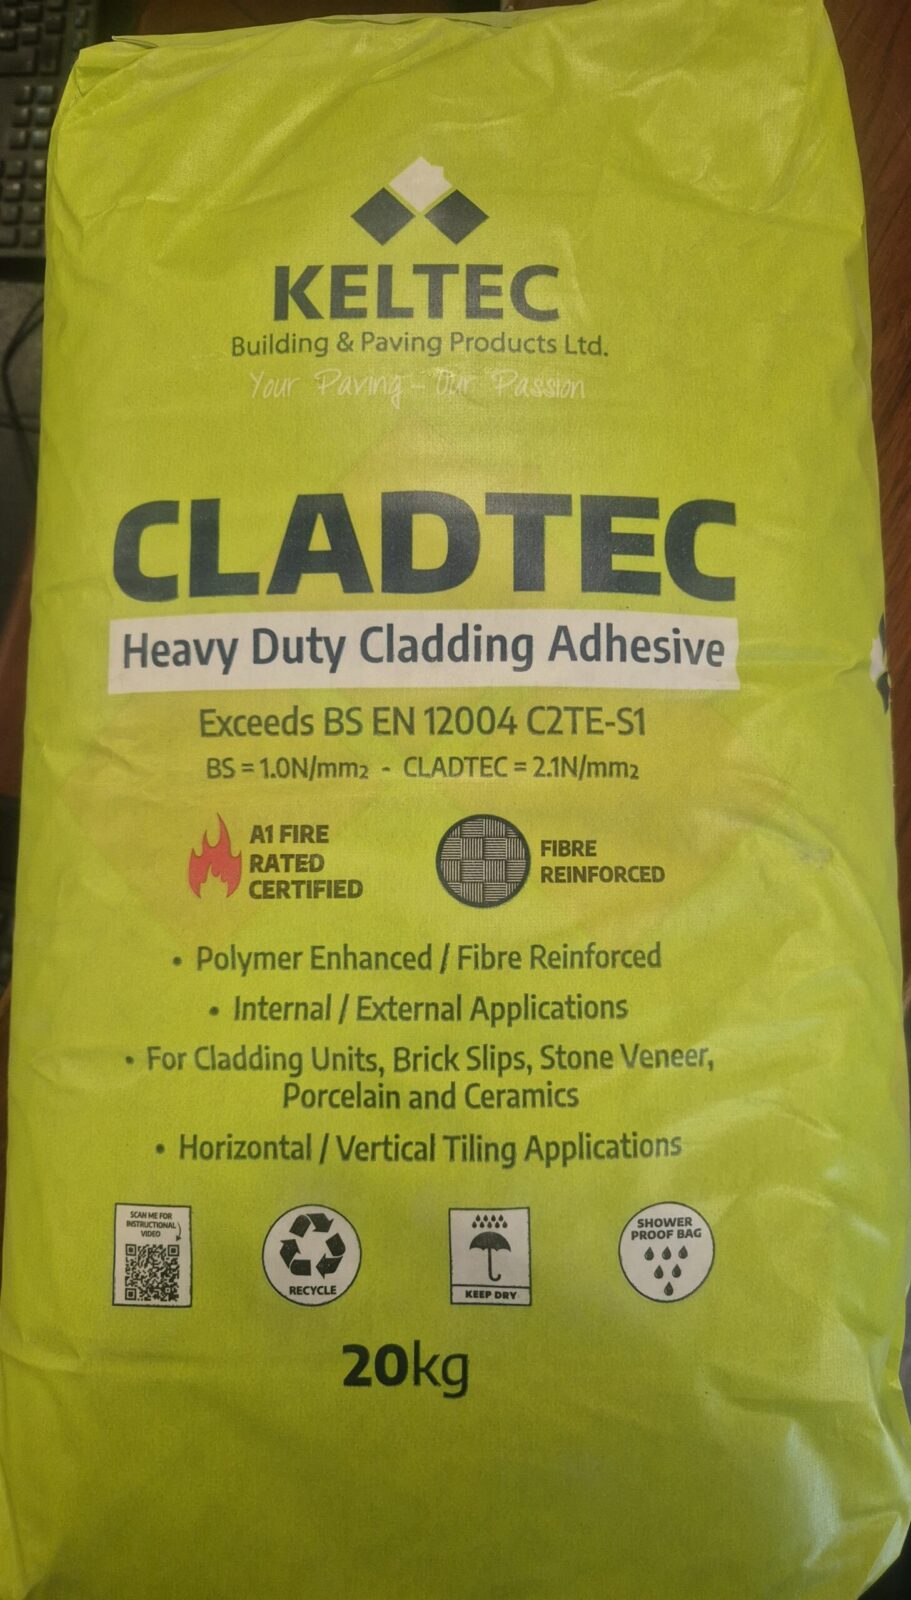 KELTEC
Building & Paving Products Ltd.
Your Paving – Our Passion
CLADTEC
Heavy Duty Cladding Adhesive
Exceeds BS EN 12004 C2TE-S1
BS = 1.0N/mm₂ - CLADTEC = 2.1N/mm₂
A1 FIRE
RATED
CERTIFIED
FIBRE
REINFORCED
• Polymer Enhanced / Fibre Reinforced
• Internal / External Applications
• For Cladding Units, Brick Slips, Stone Veneer,
Porcelain and Ceramics
• Horizontal / Vertical Tiling Applications
SCAN ME FOR
INSTRUCTIONAL
VIDEO
RECYCLE
KEEP DRY
SHOWER
PROOF BAG
20kg